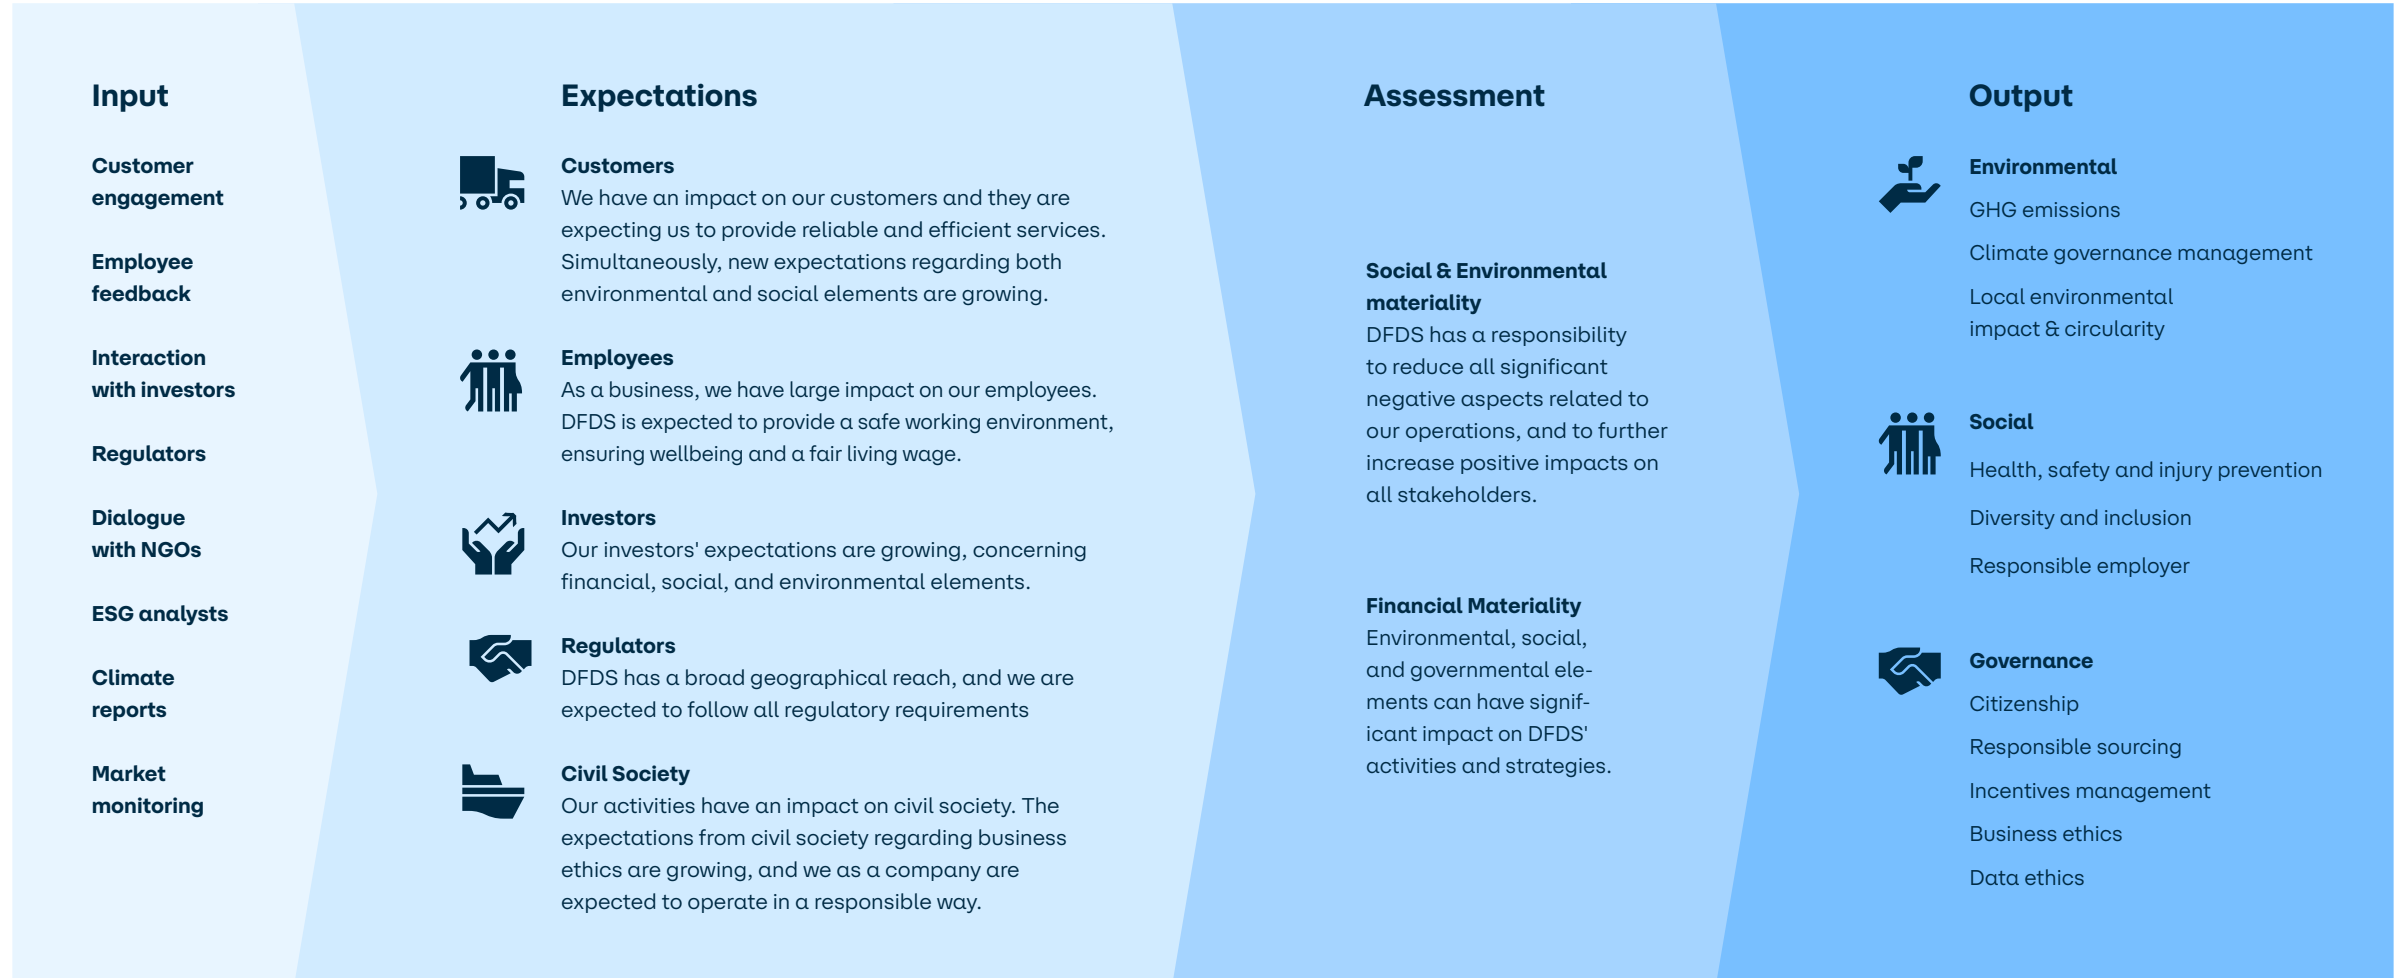 Input
Customer
engagement
Employee
feedback
Interaction
with investors
Regulators
Dialogue
with NGOs
ESG analysts
Climate
reports
Market
monitoring
Expectations
Customers
We have an impact on our customers and they are
expecting us to provide reliable and efficient services.
Simultaneously, new expectations regarding both
environmental and social elements are growing.
Employees
As a business, we have large impact on our employees.
DFDS is expected to provide a safe working environment,
ensuring wellbeing and a fair living wage.
Investors
Our investors' expectations are growing, concerning
financial, social, and environmental elements.
Regulators
DFDS has a broad geographical reach, and we are
expected to follow all regulatory requirements
Civil Society
Our activities have an impact on civil society. The
expectations from civil society regarding business
ethics are growing, and we as a company are
expected to operate in a responsible way.
Assessment
Social & Environmental
materiality
DFDS has a responsibility
to reduce all significant
negative aspects related to
our operations, and to further
increase positive impacts on
all stakeholders.
Financial Materiality
Environmental, social,
and governmental ele-
ments can have signif-
icant impact on DFDS'
activities and strategies.
Output
Environmental
GHG emissions
Climate governance management
Local environmental
impact & circularity
Social
Health, safety and injury prevention
Diversity and inclusion
Responsible employer
Governance
Citizenship
Responsible sourcing
Incentives management
Business ethics
Data ethics